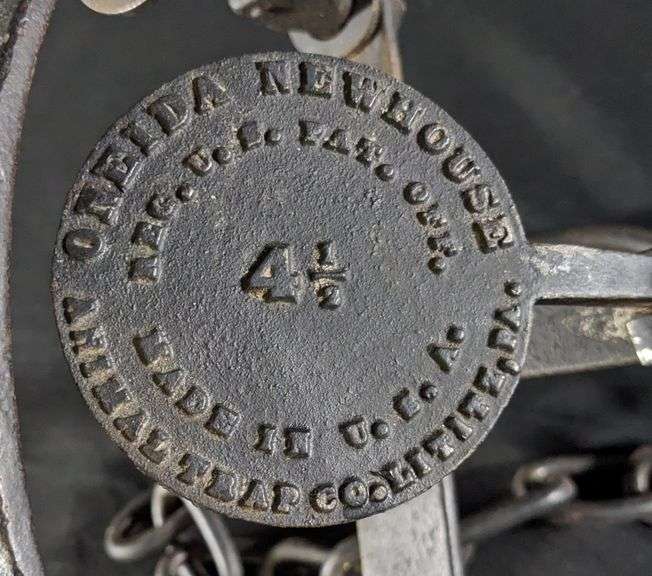 ONEIDA NEWHOUSE
REG. U.S. PAT. OFF.
4½
MADE IN U.S.A.
ANIMAL TRAP CO. LITITZ, PA.